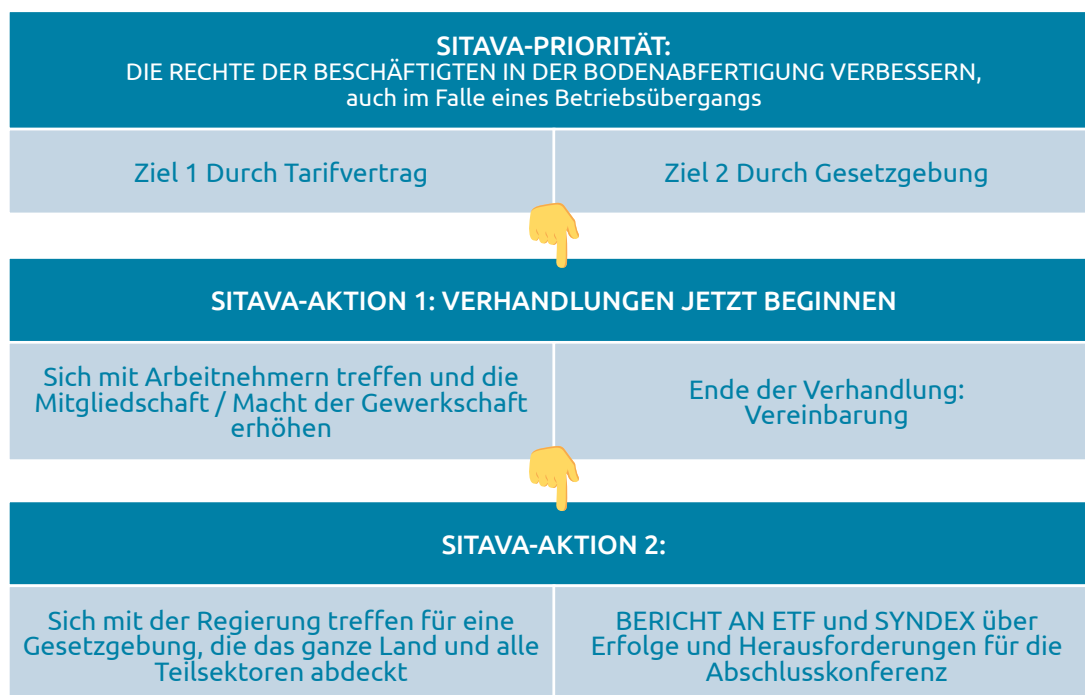 SITAVA-PRIORITÄT:
DIE RECHTE DER BESCHÄFTIGTEN IN DER BODENABFERTIGUNG VERBESSERN,
auch im Falle eines Betriebsübergangs
Ziel 1 Durch Tarifvertrag
Ziel 2 Durch Gesetzgebung
SITAVA-AKTION 1: VERHANDLUNGEN JETZT BEGINNEN
Sich mit Arbeitnehmern treffen und die
Mitgliedschaft / Macht der Gewerkschaft
erhöhen
Ende der Verhandlung:
Vereinbarung
SITAVA-AKTION 2:
Sich mit der Regierung treffen für eine
Gesetzgebung, die das ganze Land und alle
Teilsektoren abdeckt
BERICHT AN ETF und SYNDEX über
Erfolge und Herausforderungen für die
Abschlusskonferenz